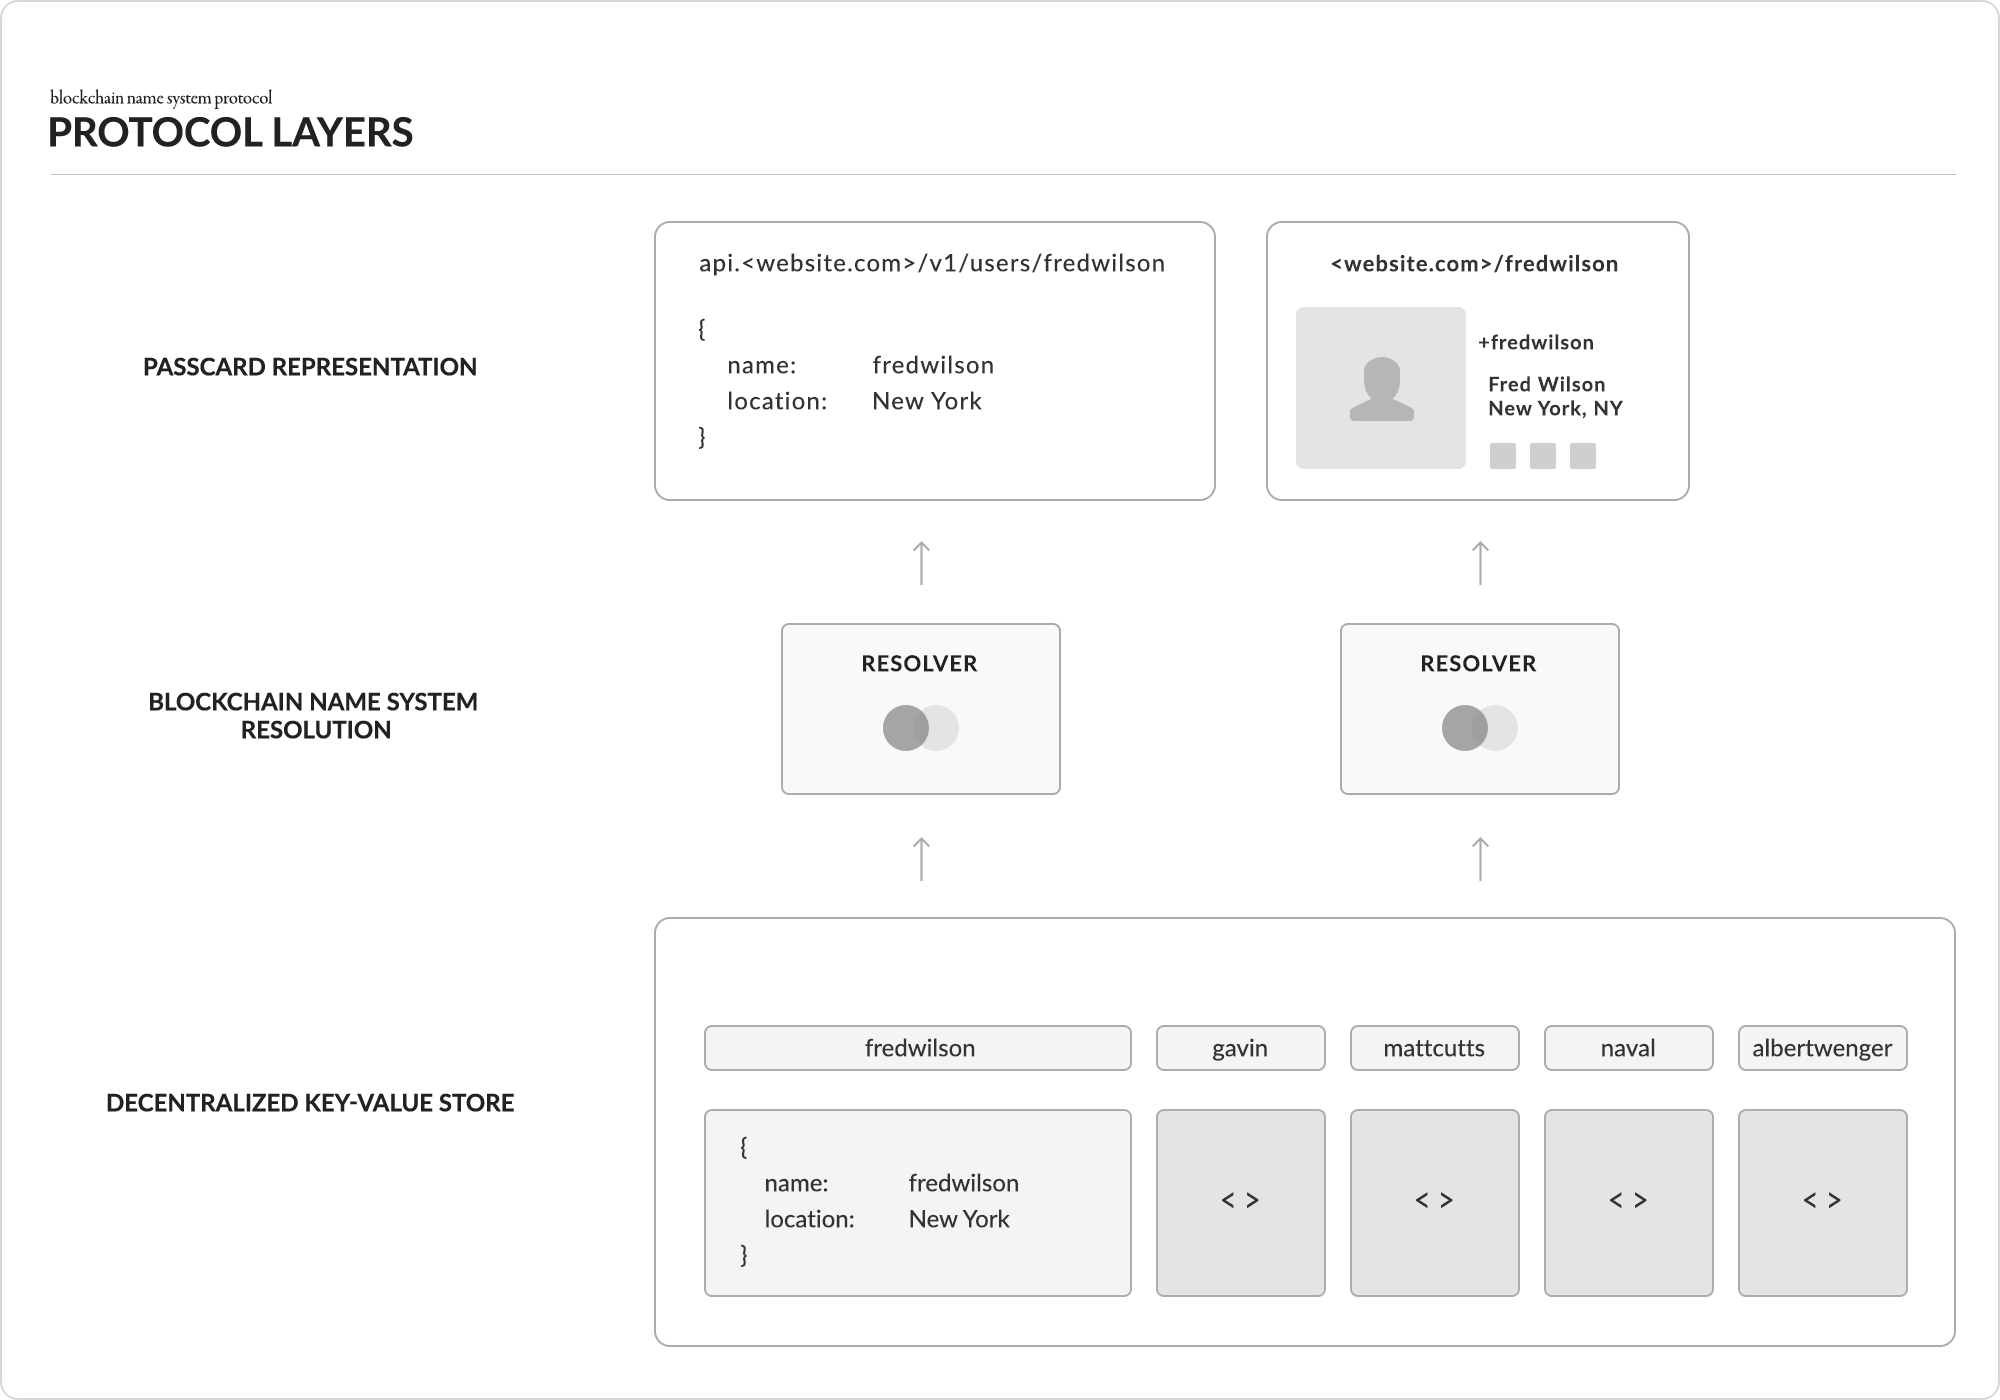 blockchain name system protocol
PROTOCOL LAYERS
PASSCARD REPRESENTATION
api.<website.com>/v1/users/fredwilson
{
name: fredwilson
location: New York
}
<website.com>/fredwilson
+fredwilson
Fred Wilson
New York, NY
BLOCKCHAIN NAME SYSTEM
RESOLUTION
RESOLVER
RESOLVER
DECENTRALIZED KEY-VALUE STORE
fredwilson
gavin
mattcutts
naval
albertwenger
{
name: fredwilson
location: New York
}
< >
< >
< >
< >